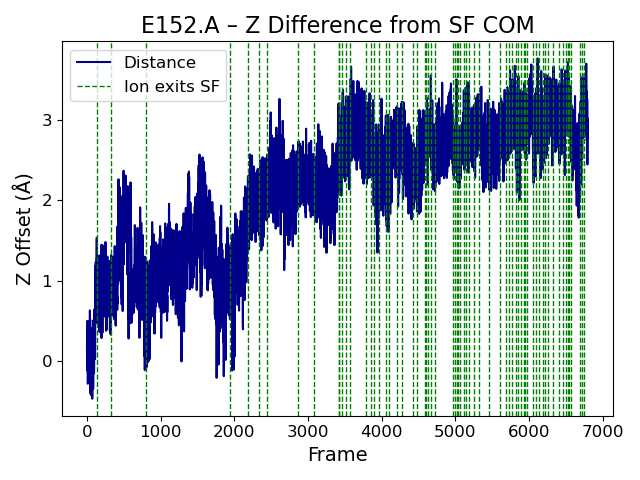 E152.A – Z Difference from SF COM
Distance
Ion exits SF
Z Offset (Å)
3
2
1
0
0 1000 2000 3000 4000 5000 6000 7000
Frame